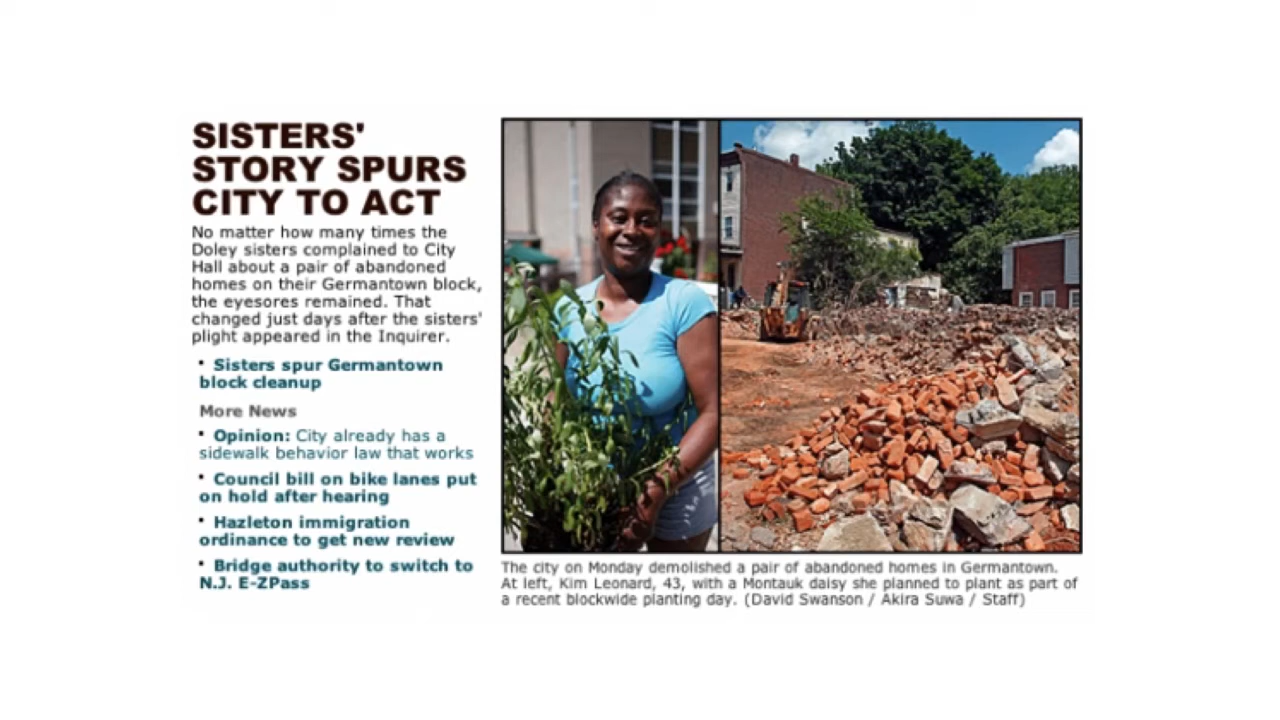 SISTERS'
STORY SPURS
CITY TO ACT
No matter how many times the
Doley sisters complained to City
Hall about a pair of abandoned
homes on their Germantown block,
the eyesores remained. That
changed just days after the sisters'
plight appeared in the Inquirer.
· Sisters spur Germantown
block cleanup
More News
· Opinion: City already has a
sidewalk behavior law that works
· Council bill on bike lanes put
on hold after hearing
· Hazleton immigration
ordinance to get new review
· Bridge authority to switch to
N.J. E-ZPass
The city on Monday demolished a pair of abandoned homes in Germantown.
At left, Kim Leonard, 43, with a Montauk daisy she planned to plant as part of
a recent blockwide planting day. (David Swanson / Akira Suwa / Staff)